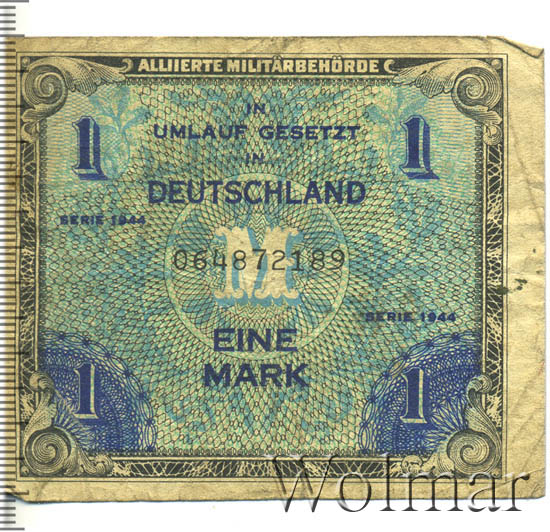 ALLIIERTE MILITÄRBEHÖRDE
1 1
IN
UMLAUF GESETZT
IN
DEUTSCHLAND
SERIE 1944
M
064872189
SERIE 1944
EINE
MARK
1 1
Wolmar